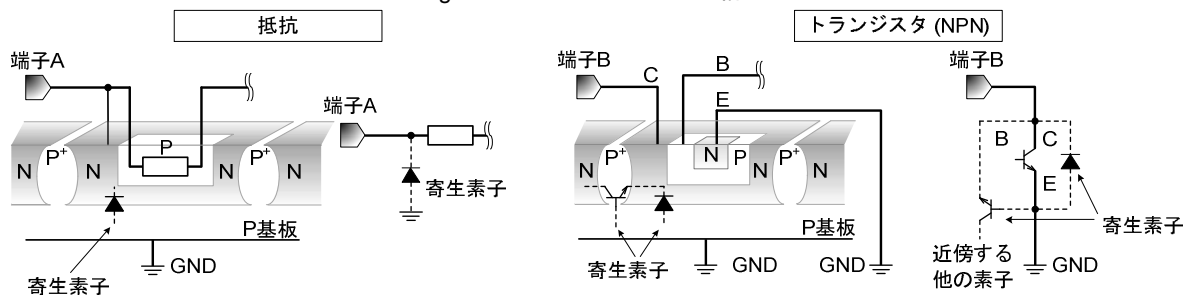 g
抵抗
トランジスタ (NPN)
端子A
N
P+
N
P
N
P+
N
P基板
GND
寄生素子
端子A
寄生素子
端子B
C
B
E
N
P+
N
N
P
N
P+
N
P基板
寄生素子
GND
GND
端子B
B
C
E
寄生素子
近傍する
他の素子
GND